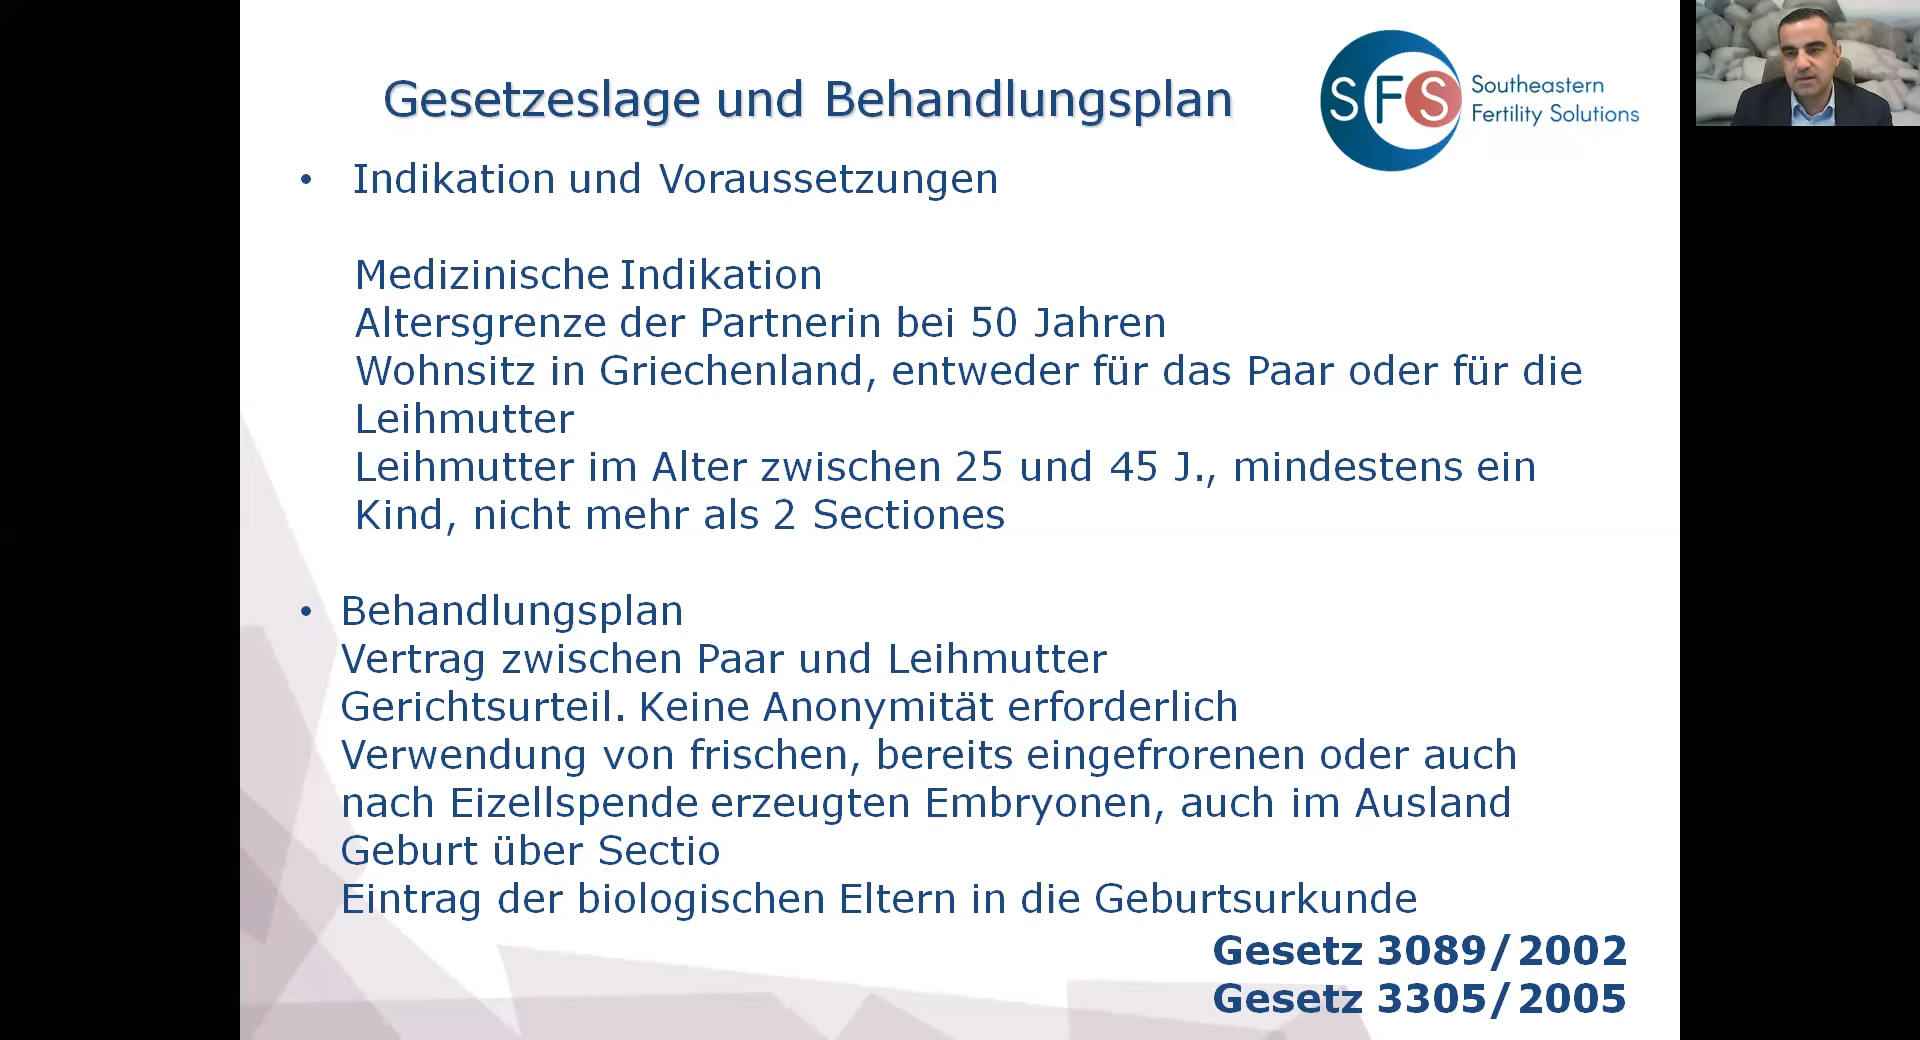 Gesetzeslage und Behandlungsplan
SFS
Southeastern
Fertility Solutions
• Indikation und Voraussetzungen
Medizinische Indikation
Altersgrenze der Partnerin bei 50 Jahren
Wohnsitz in Griechenland, entweder für das Paar oder für die
Leihmutter
Leihmutter im Alter zwischen 25 und 45 J., mindestens ein
Kind, nicht mehr als 2 Sectiones
• Behandlungsplan
Vertrag zwischen Paar und Leihmutter
Gerichtsurteil. Keine Anonymität erforderlich
Verwendung von frischen, bereits eingefrorenen oder auch
nach Eizellspende erzeugten Embryonen, auch im Ausland
Geburt über Sectio
Eintrag der biologischen Eltern in die Geburtsurkunde
Gesetz 3089/2002
Gesetz 3305/2005